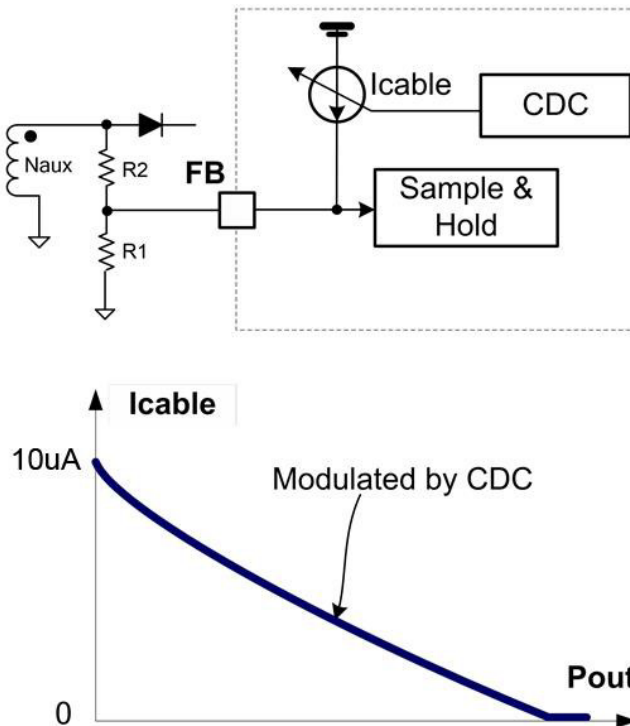 Icable
CDC
Naux
R2
FB
Sample &
Hold
R1
Icable
10uA
Modulated by CDC
Pout
0